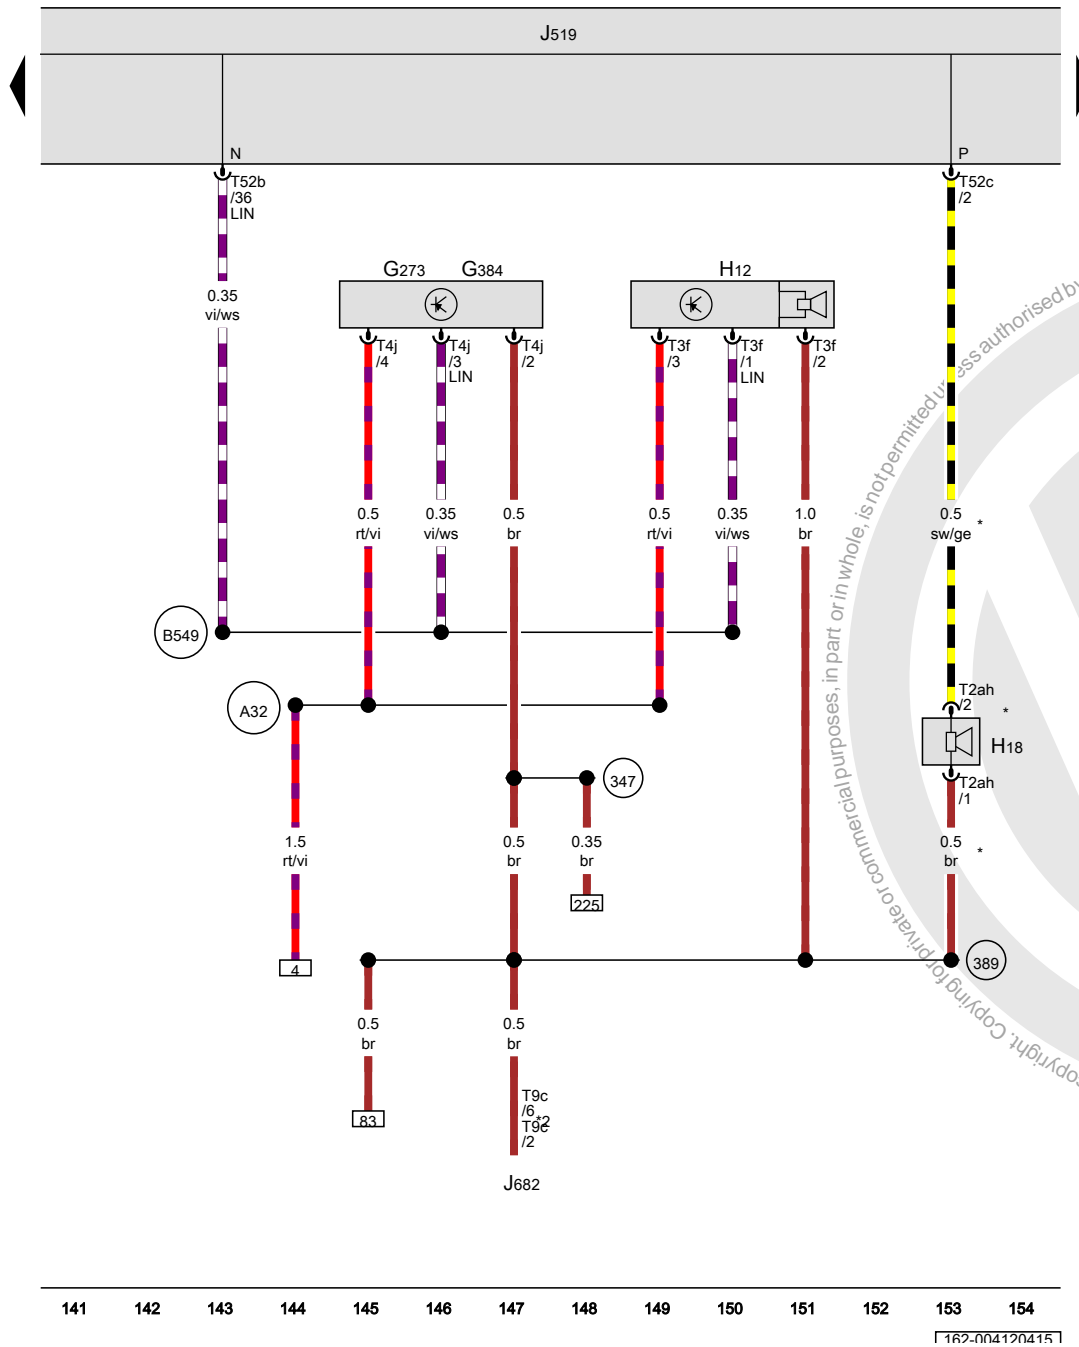 J519
N
P
T52b
/36
LIN
T52c
/2
G273
G384
H12
0.35
vi/ws
T4j
/4
T4j
/3
LIN
T4j
/2
T3f
/3
T3f
/1
LIN
T3f
/2
0.5
rt/vi
0.35
vi/ws
0.5
br
0.5
rt/vi
0.35
vi/ws
1.0
br
0.5
sw/ge
*
B549
A32
T2ah
/2
*
H18
T2ah
/1
347
1.5
rt/vi
0.5
br
0.35
br
0.5
br
*
225
4
389
0.5
br
0.5
br
83
T9c
/6
*2
T9c
/2
J682
141 142 143 144 145 146 147 148 149 150 151 152 153 154
162-004120415
authorised by
is not permitted
commercial purposes, in part or in whole,
Copying for private or
copyright.